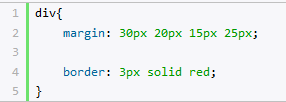 1 div{
2 margin: 30px 20px 15px 25px;
3
4 border: 3px solid red;
5 }